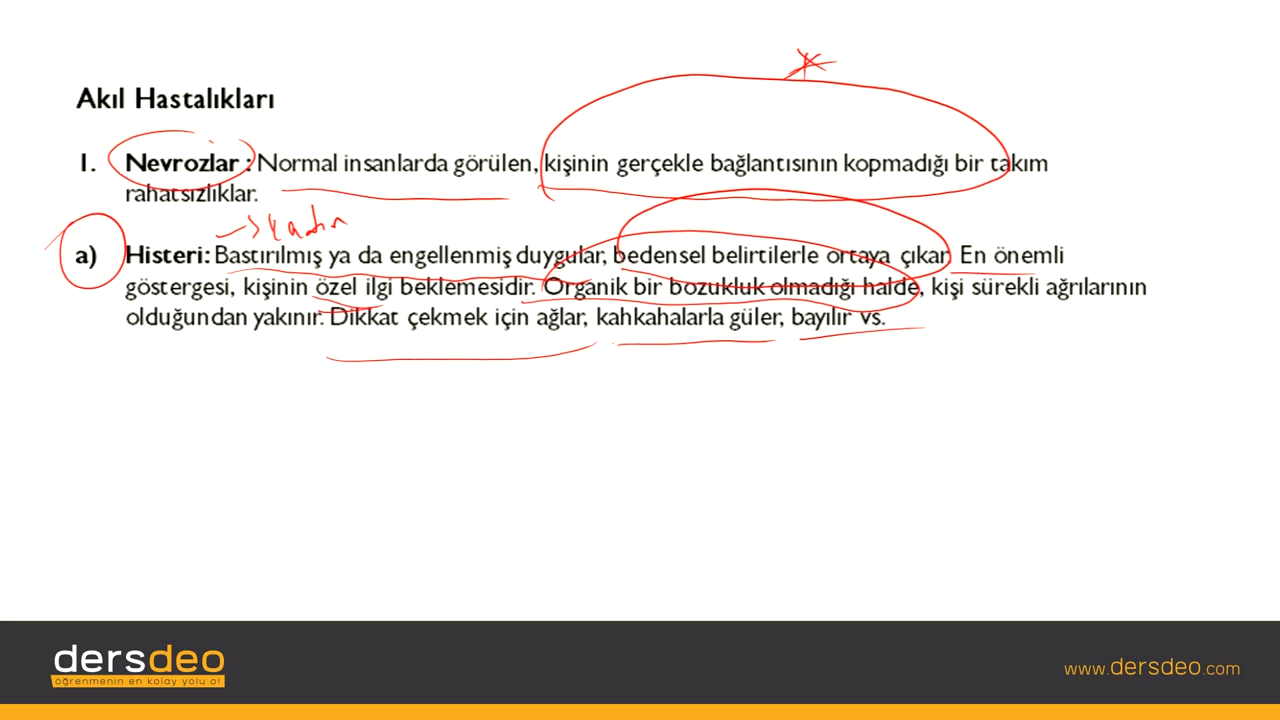 Akıl Hastalıkları
1. Nevrozlar : Normal insanlarda görülen, kişinin gerçekle bağlantısının kopmadığı bir takım
rahatsızlıklar.
→ Kadın
a) Histeri: Bastırılmış ya da engellenmiş duygular, bedensel belirtilerle ortaya çıkar. En önemli
göstergesi, kişinin özel ilgi beklemesidir. Organik bir bozukluk olmadığı halde, kişi sürekli ağrılarının
olduğundan yakınır. Dikkat çekmek için ağlar, kahkahalarla güler, bayılır vs.
dersdeo
öğrenmenin en kolay yolu o!
www.dersdeo.com